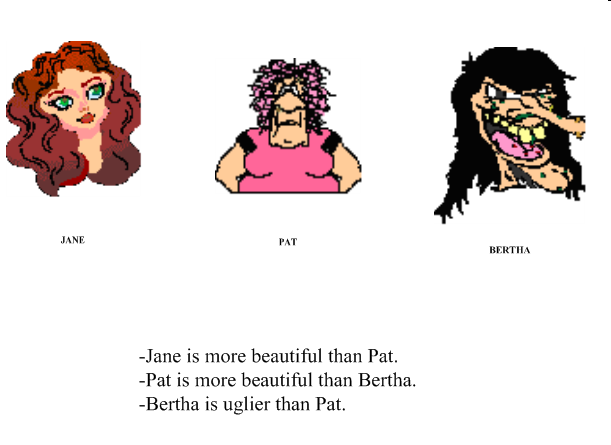 JANE
PAT
BERTHA
-Jane is more beautiful than Pat.
-Pat is more beautiful than Bertha.
-Bertha is uglier than Pat.